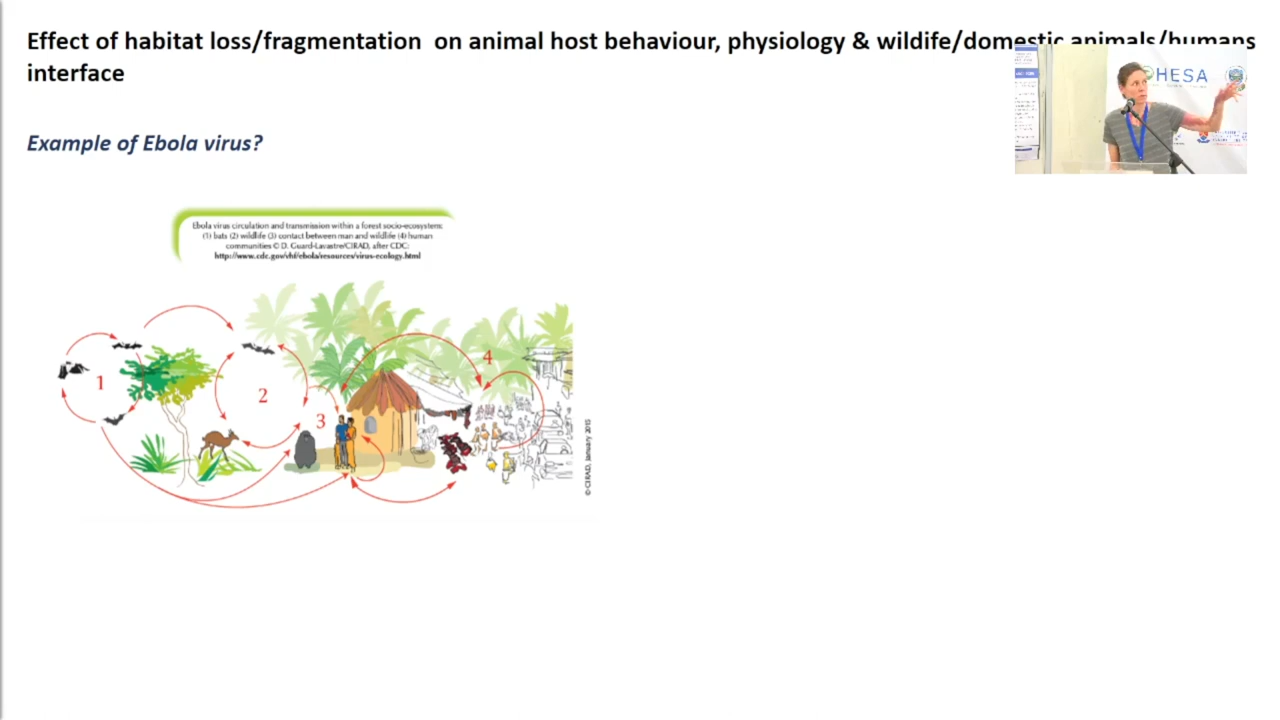 Effect of habitat loss/fragmentation  on animal host behaviour, physiology & wildife/domestic animals/humans
interface
HESA
Example of Ebola virus?
Ebola virus circulation and transmission within a forest socio-ecosystem:
(1) bats (2) wildlife (3) contact between man and wildlife (4) human
communities © D. Guard-Lavastre/CIRAD, after CDC:
http://www.cdc.gov/vhf/ebola/resources/virus-ecology.html
1
2
3
4
© CIRAD, January 2015